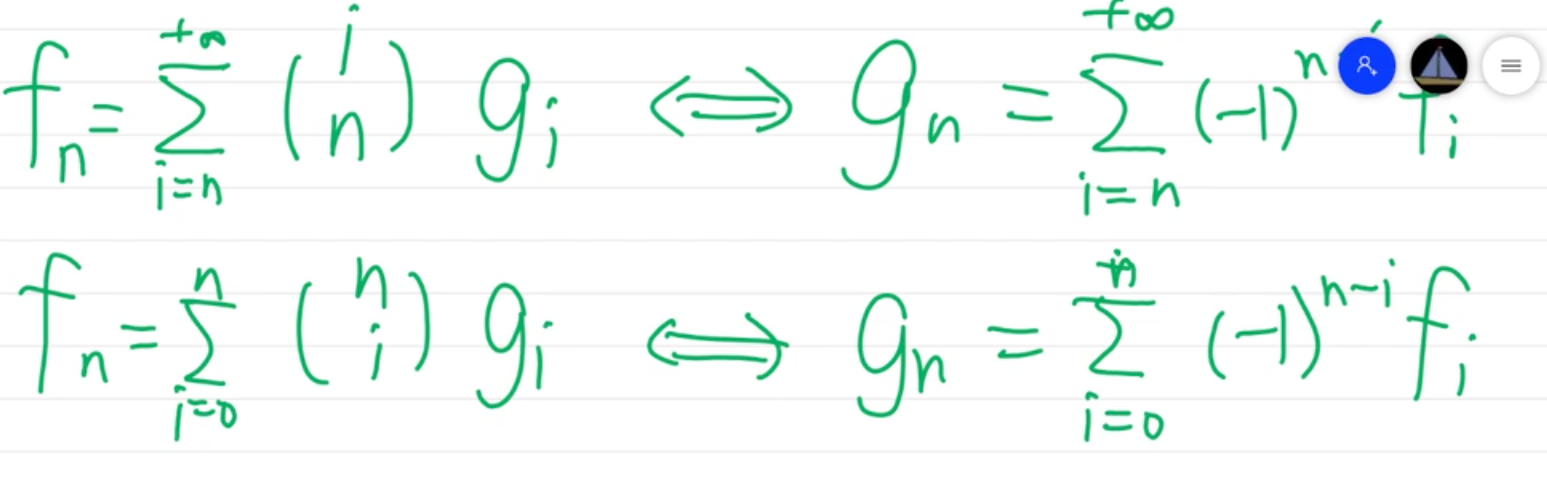 f_n = \sum_{i=n}^{+\infty} \binom{i}{n} g_i \iff g_n = \sum_{i=n}^{+\infty} (-1)^{n} f_i
f_n = \sum_{i=0}^{n} \binom{n}{i} g_i \iff g_n = \sum_{i=0}^{n} (-1)^{n-i} f_i